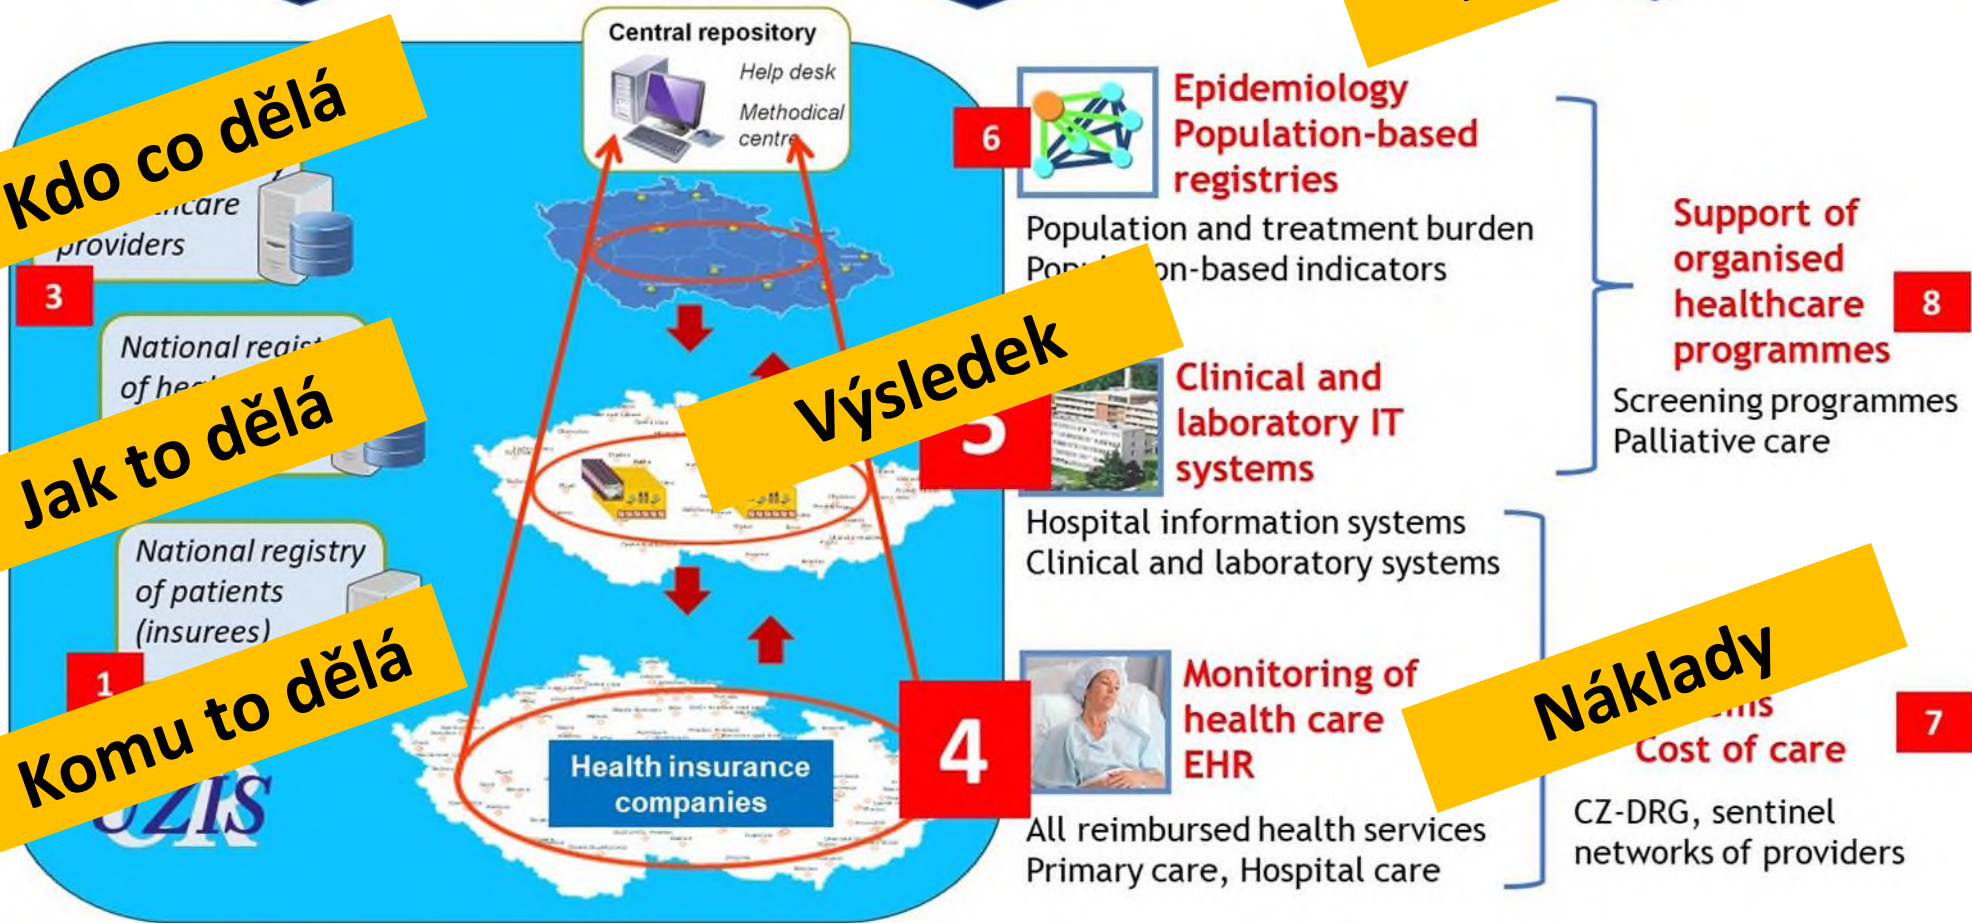 Central repository
Help desk
Methodical
centre
Kdo co dělá
providers
3
National
of
Jak to dělá
National registry
of patients
(insurees)
1
Komu to dělá
UZIS
Health insurance
companies
Výsledek
6
Epidemiology
Population-based
registries
Population and treatment burden
-based indicators
5
Clinical and
laboratory IT
systems
Hospital information systems
Clinical and laboratory systems
4
Monitoring of
health care
EHR
All reimbursed health services
Primary care, Hospital care
Support of
organised
healthcare
programmes
8
Screening programmes
Palliative care
Náklady
Cost of care
7
CZ-DRG, sentinel
networks of providers